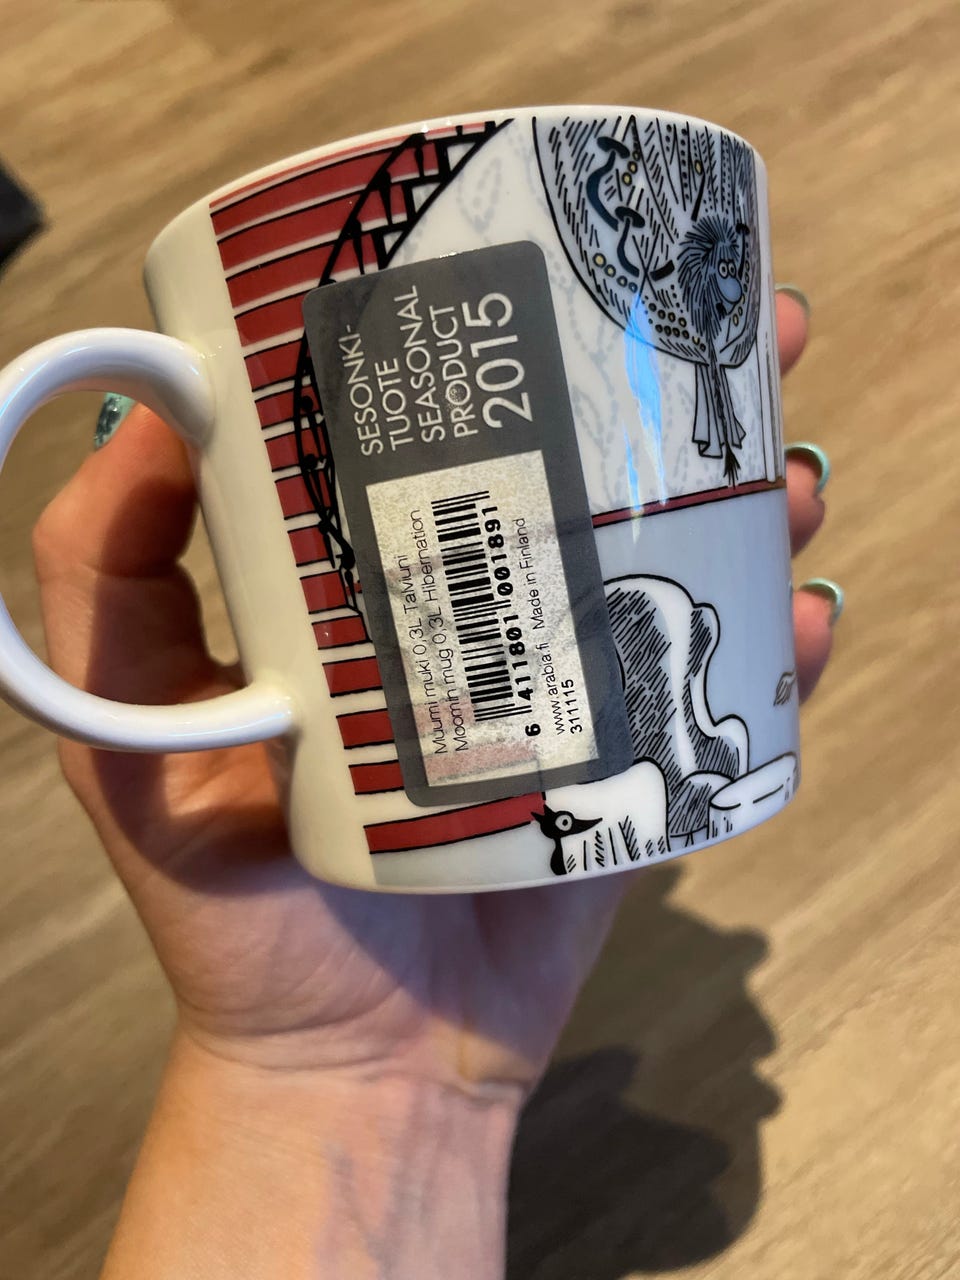 SESONKI-
TUOTE
SEASONAL
PRODUCT
2015
Muumi muki 0,3L Talviuni
Moomin mug 0,3L Hibernation
6 411801 001891
www.arabia.fi Made in Finland
311115